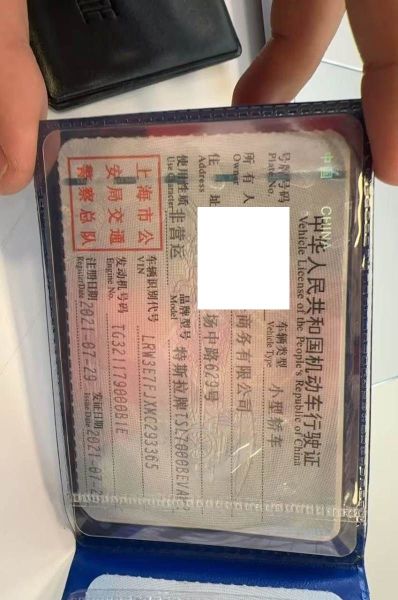 中国 CHINA
中华人民共和国机动车行驶证
Vehicle License of the People's Republic of China
号牌号码
Plate No.
车辆类型 小型轿车
Vehicle Type
所有人 商务有限公司
Owner
住址 场中路629号
Address
使用性质 非营运
Use Character
品牌型号 特斯拉牌TSL7000BEVA
Model
上海市公
安局交通
警察总队
车辆识别代号 LRW3E7FJXMC293365
VIN
发动机号码 TG321179000B1E
Engine No.
注册日期 2021-07-29
Register Date
发证日期 2021-07-
Issue Date